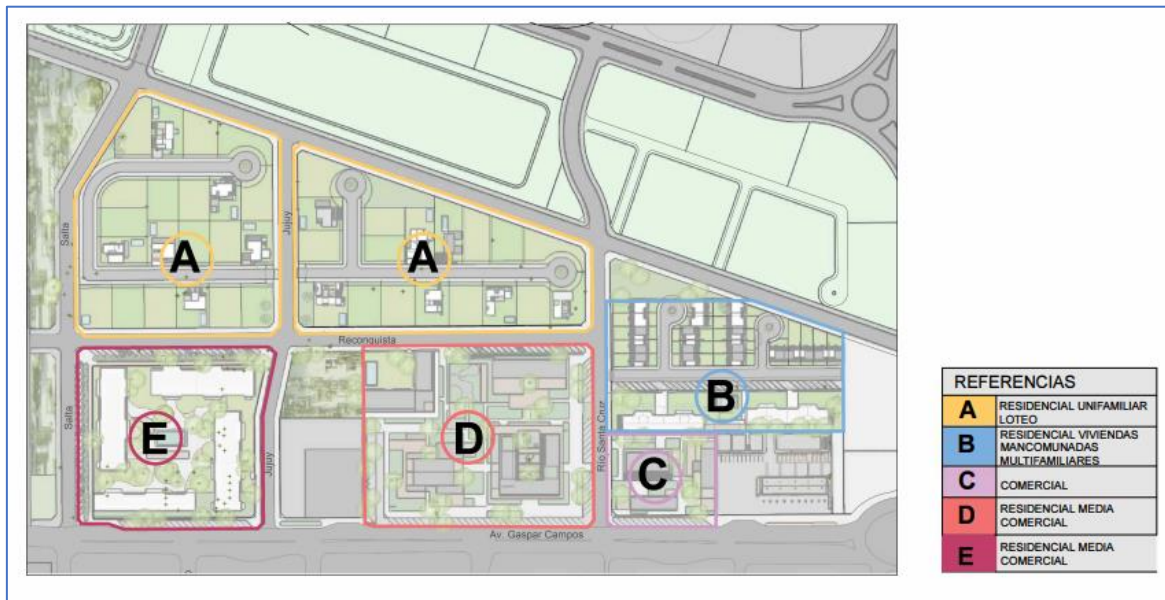 Salta
Jujuy
A
A
Reconquista
Salta
E
Jujuy
D
Río Santa Cruz
B
C
Av. Gaspar Campos
REFERENCIAS
A
RESIDENCIAL UNIFAMILIAR
LOTEO
B
RESIDENCIAL VIVIENDAS
MANCOMUNADAS
MULTIFAMILIARES
C
COMERCIAL
D
RESIDENCIAL MEDIA
COMERCIAL
E
RESIDENCIAL MEDIA
COMERCIAL